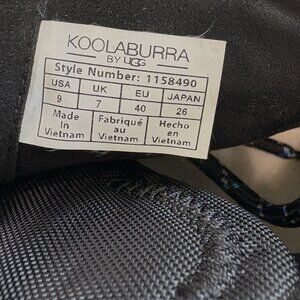 KOOLABURRA
BY UGG
Style Number: 1158490
USA UK EU JAPAN
9 7 40 26
Made in Vietnam Fabriqué au Vietnam Hecho en Vietnam